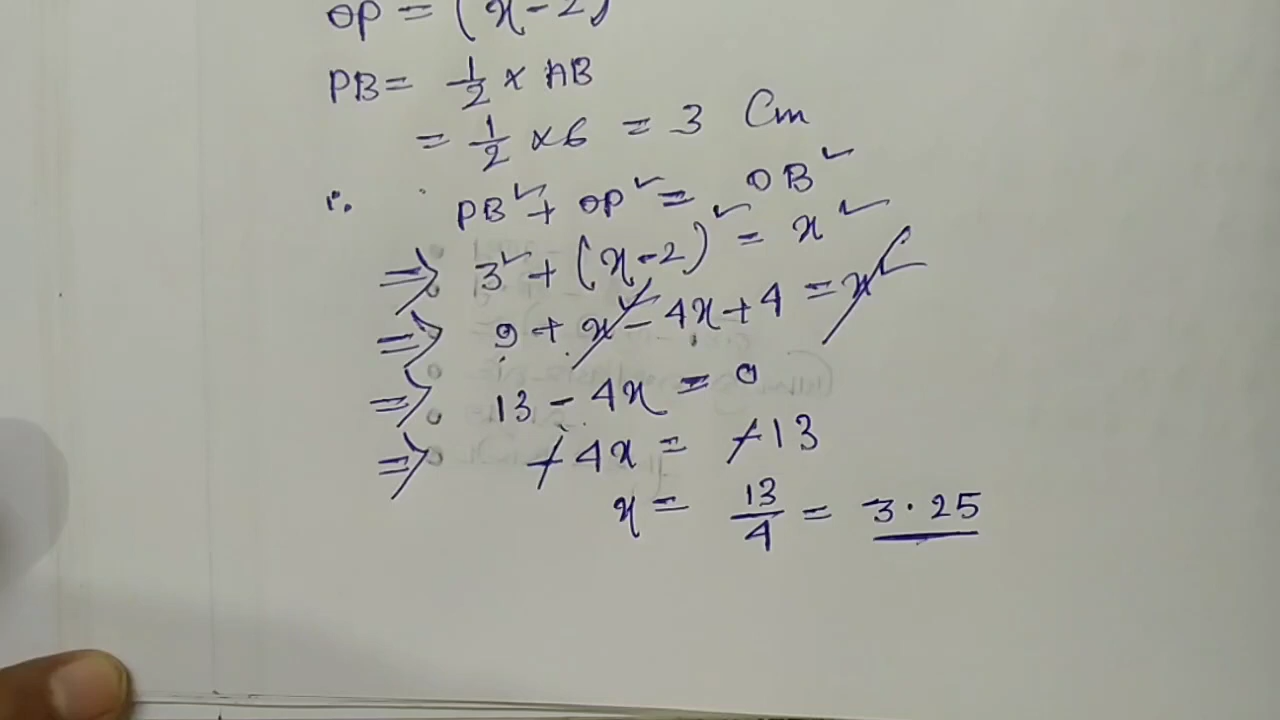 OP = (x-2)
PB = 1/2 × AB
= 1/2 × 6 = 3 Cm
∴ PB² + OP² = OB²
⇒ 3² + (x-2)² = x²
⇒ 9 + x² - 4x + 4 = x²
⇒ 13 - 4x = 0
⇒ -4x = -13
x = 13/4 = 3.25